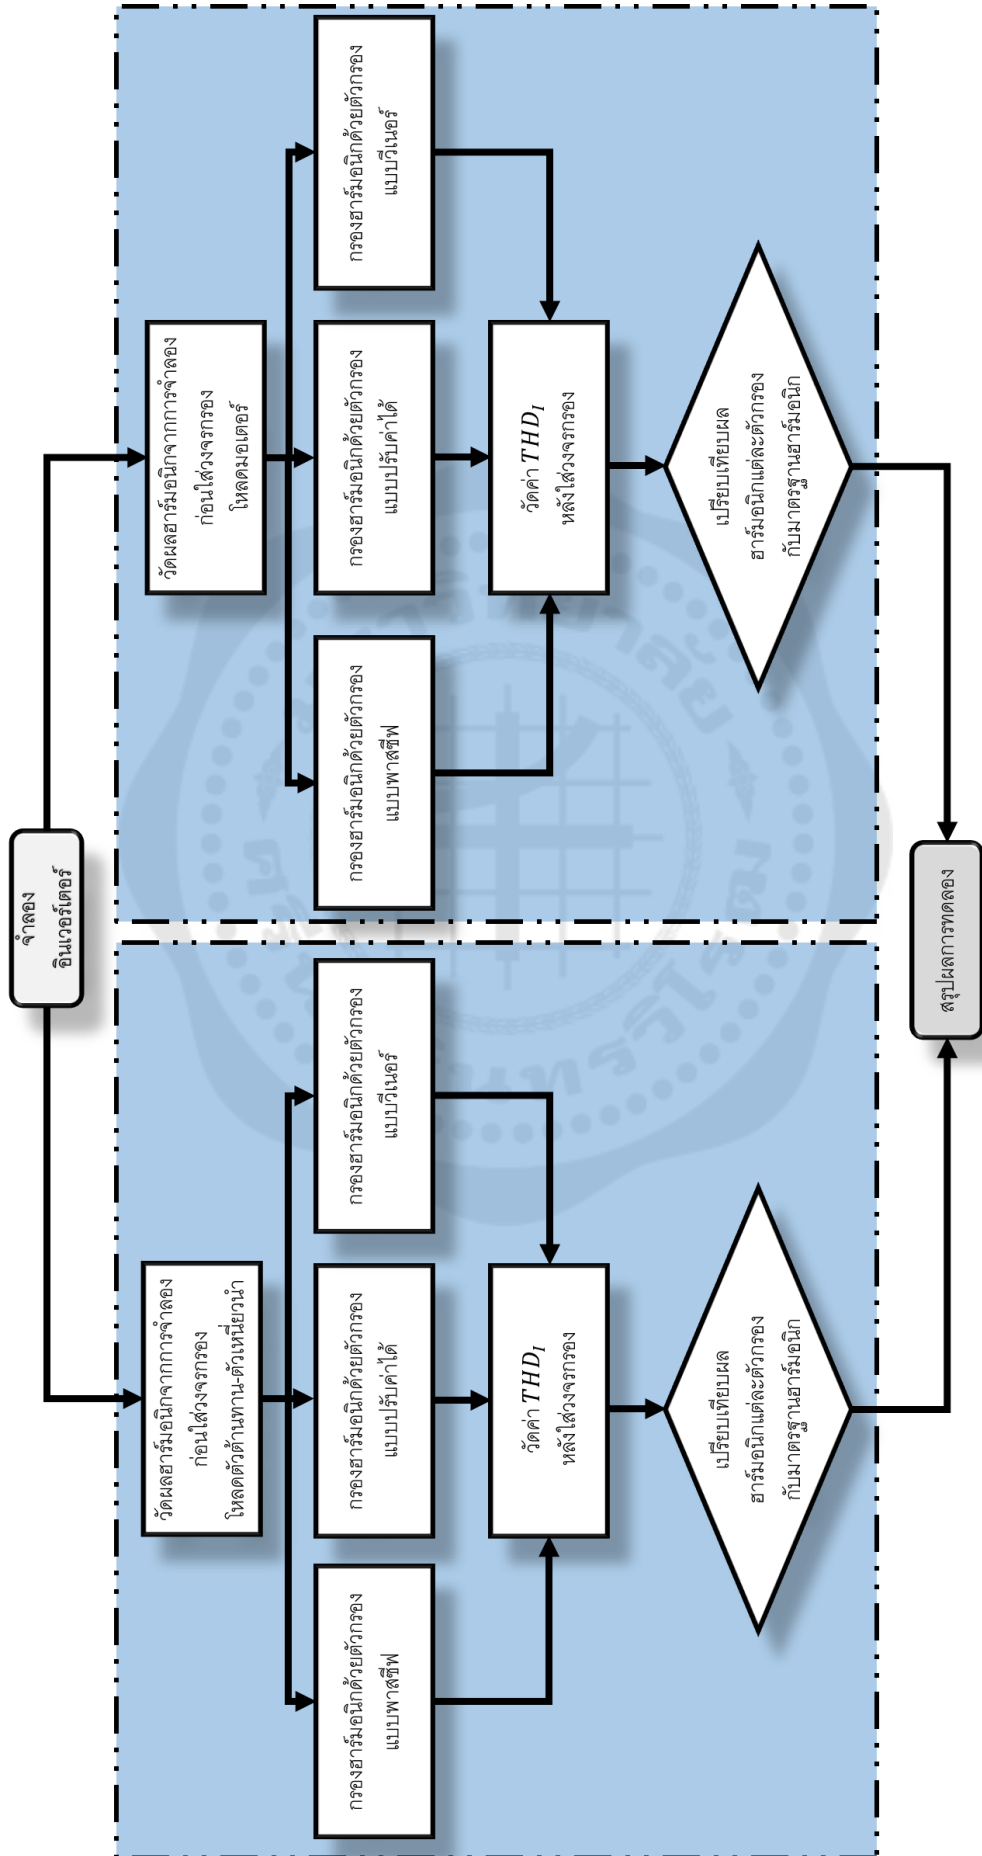 จำลอง
อินเวอร์เตอร์
วัดผลฮาร์มอนิกจากการจำลอง
ก่อนใส่วงจรกรอง
โหลดตัวต้านทาน-ตัวเหนี่ยวนำ
กรองฮาร์มอนิกด้วยตัวกรอง
แบบพาสซีฟ
กรองฮาร์มอนิกด้วยตัวกรอง
แบบปรับค่าได้
กรองฮาร์มอนิกด้วยตัวกรอง
แบบวีเนอร์
วัดค่า THD_I
หลังใส่วงจรกรอง
เปรียบเทียบผล
ฮาร์มอนิกแต่ละตัวกรอง
กับมาตรฐานฮาร์มอนิก
วัดผลฮาร์มอนิกจากการจำลอง
ก่อนใส่วงจรกรอง
โหลดมอเตอร์
กรองฮาร์มอนิกด้วยตัวกรอง
แบบพาสซีฟ
กรองฮาร์มอนิกด้วยตัวกรอง
แบบปรับค่าได้
กรองฮาร์มอนิกด้วยตัวกรอง
แบบวีเนอร์
วัดค่า THD_I
หลังใส่วงจรกรอง
เปรียบเทียบผล
ฮาร์มอนิกแต่ละตัวกรอง
กับมาตรฐานฮาร์มอนิก
สรุปผลการทดลอง